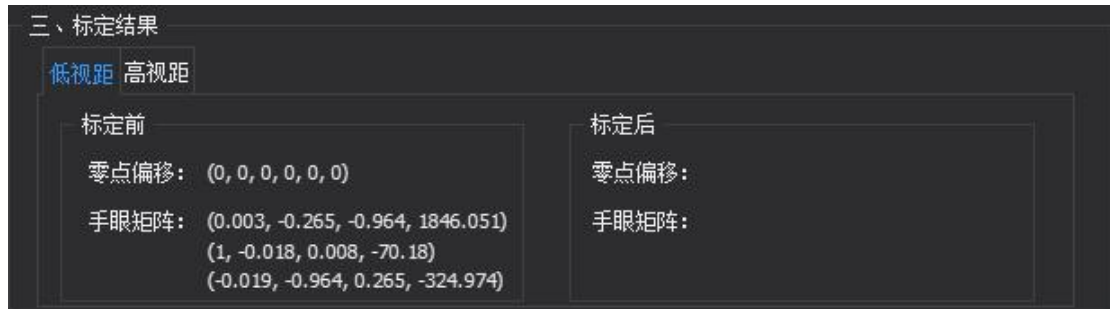 三、标定结果
低视距 高视距
标定前
零点偏移: (0, 0, 0, 0, 0, 0)
手眼矩阵: (0.003, -0.265, -0.964, 1846.051)
(1, -0.018, 0.008, -70.18)
(-0.019, -0.964, 0.265, -324.974)
标定后
零点偏移:
手眼矩阵: